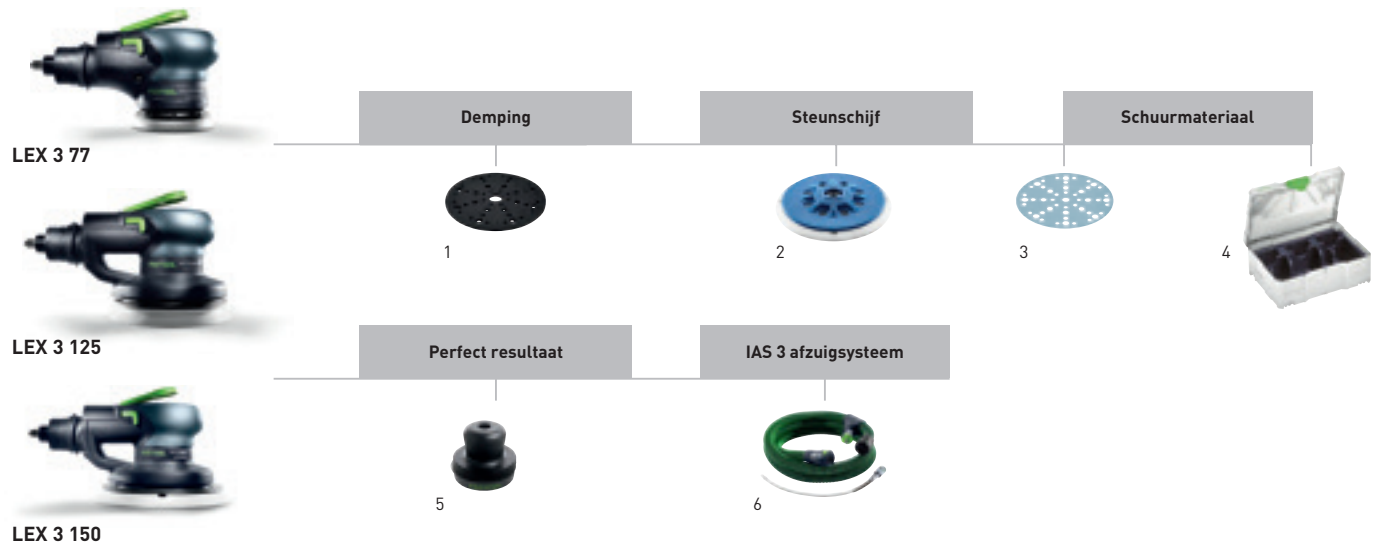 LEX 3 77
Demping
Steunschijf
Schuurmateriaal
1
2
3
4
LEX 3 125
Perfect resultaat
IAS 3 afzuigsysteem
5
6
LEX 3 150